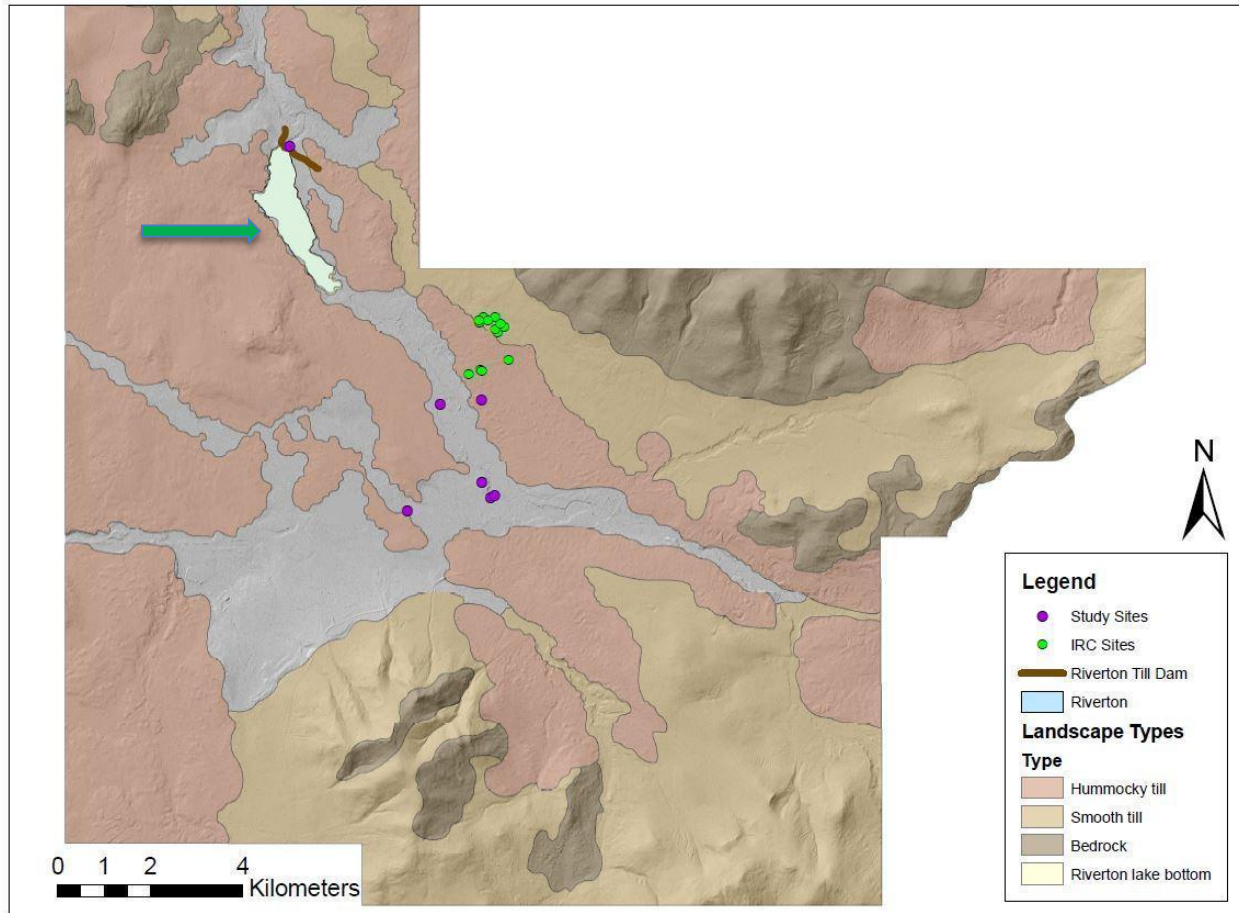 N
Legend
Study Sites
IRC Sites
Riverton Till Dam
Riverton
Landscape Types
Type
Hummocky till
Smooth till
Bedrock
Riverton lake bottom
0 1 2 4
Kilometers